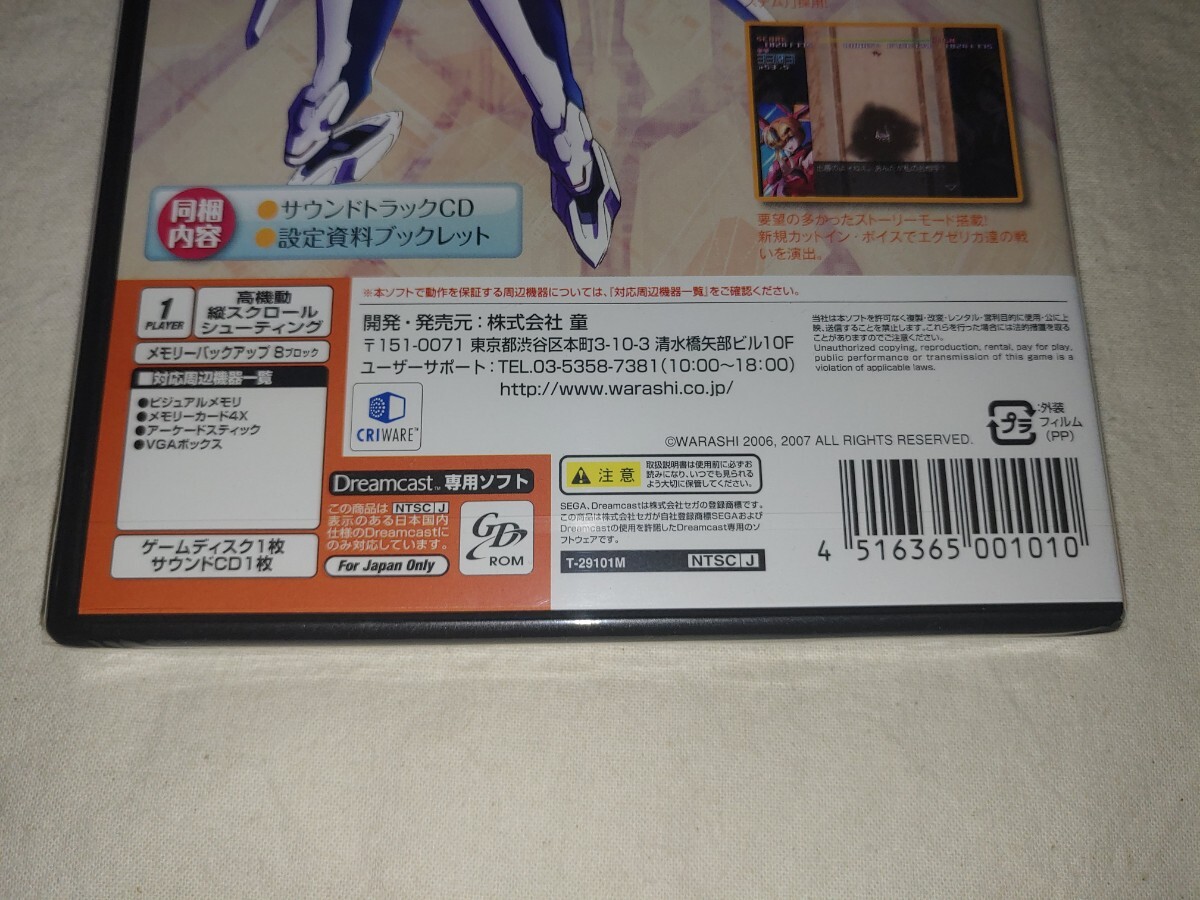 ステム」採用!
同梱
内容
●サウンドトラックCD
●設定資料ブックレット
要望の多かったストーリーモード搭載!
新規カットイン・ボイスでエグゼリカ達の戦
いを演出。
1
PLAYER
高機動
縦スクロール
シューティング
メモリーバックアップ 8ブロック
■対応周辺機器一覧
●ビジュアルメモリ
●メモリーカード4X
●アーケードスティック
●VGAボックス
ゲームディスク1枚
サウンドCD1枚
※本ソフトで動作を保証する周辺機器については、「対応周辺機器一覧」をご確認ください。
開発・発売元:株式会社 童
〒151-0071 東京都渋谷区本町3-10-3 清水橋矢部ビル10F
ユーザーサポート:TEL.03-5358-7381(10:00〜18:00)
http://www.warashi.co.jp/
当社は本ソフトを許可なく複製・改変・レンタル・営利目的に使用・公に上
映、送信することを禁止します。これらを行った場合には法的措置を取る
ことがありますのでご注意ください。
Unauthorized copying, reproduction, rental, pay for play,
public performance or transmission of this game is a
violation of applicable laws.
CRIWARE™
©WARASHI 2006, 2007 ALL RIGHTS RESERVED.
プラ
:外装
フィルム
(PP)
Dreamcast™ 専用ソフト
この商品は NTSC J
表示のある日本国内
仕様のDreamcastに
のみ対応しています。
For Japan Only
GD
ROM
注意
取扱説明書は使用前に必ずお
読みになり、いつでも見られる
よう大切に保管してください。
SEGA、Dreamcastは株式会社セガの登録商標です。
この商品は株式会社セガが自社登録商標SEGAおよび
Dreamcastの使用を許諾したDreamcast専用のソ
フトウェアです。
T-29101M
NTSC J
4 516365 001010